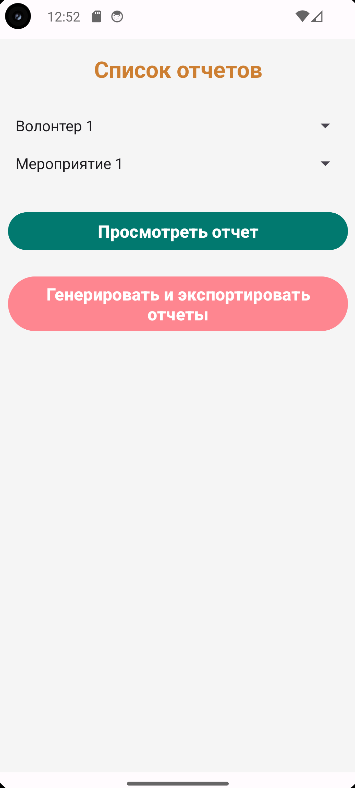 12:52
Список отчетов
Волонтер 1
Мероприятие 1
Просмотреть отчет
Генерировать и экспортировать
отчеты